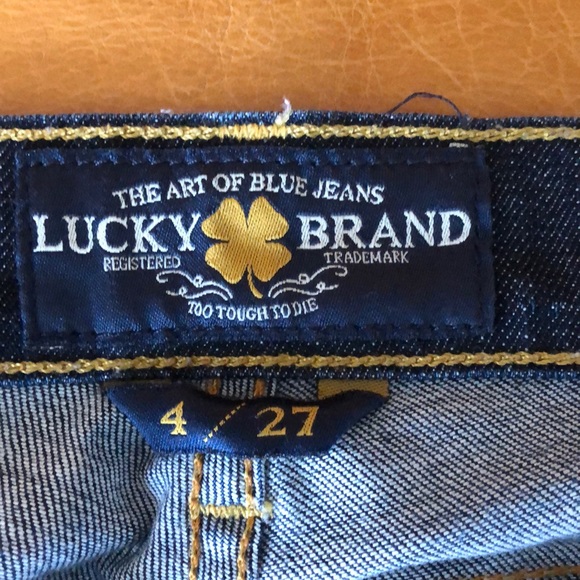 THE ART OF BLUE JEANS
LUCKY BRAND
REGISTERED TRADEMARK
TOO TOUGH TO DIE
4 / 27